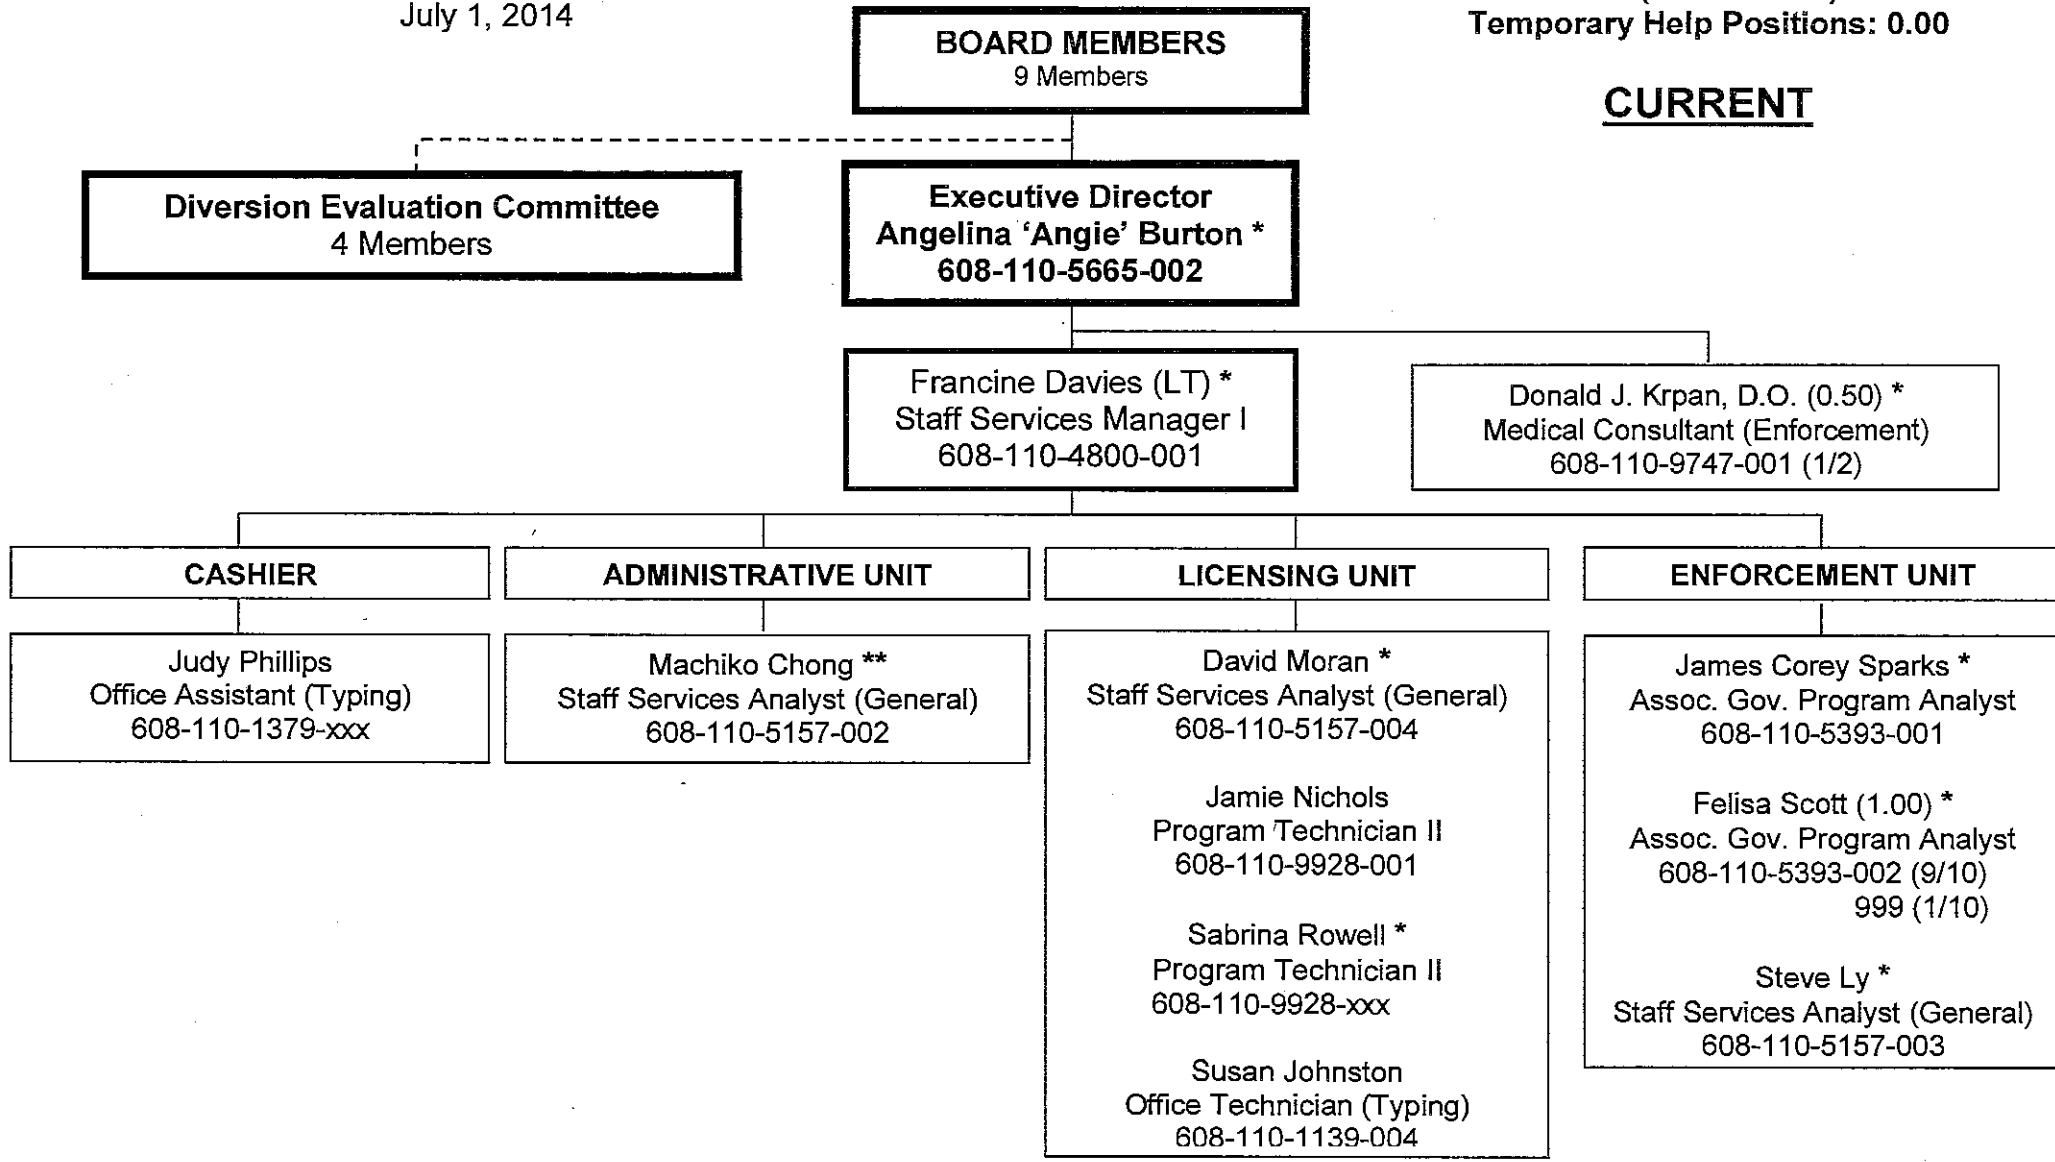 July 1, 2014
Temporary Help Positions: 0.00
CURRENT
BOARD MEMBERS
9 Members
Diversion Evaluation Committee
4 Members
Executive Director
Angelina ‘Angie’ Burton *
608-110-5665-002
Francine Davies (LT) *
Staff Services Manager I
608-110-4800-001
Donald J. Krpan, D.O. (0.50) *
Medical Consultant (Enforcement)
608-110-9747-001 (1/2)
CASHIER
Judy Phillips
Office Assistant (Typing)
608-110-1379-xxx
ADMINISTRATIVE UNIT
Machiko Chong **
Staff Services Analyst (General)
608-110-5157-002
LICENSING UNIT
David Moran *
Staff Services Analyst (General)
608-110-5157-004
Jamie Nichols
Program Technician II
608-110-9928-001
Sabrina Rowell *
Program Technician II
608-110-9928-xxx
Susan Johnston
Office Technician (Typing)
608-110-1139-004
ENFORCEMENT UNIT
James Corey Sparks *
Assoc. Gov. Program Analyst
608-110-5393-001
Felisa Scott (1.00) *
Assoc. Gov. Program Analyst
608-110-5393-002 (9/10)
999 (1/10)
Steve Ly *
Staff Services Analyst (General)
608-110-5157-003